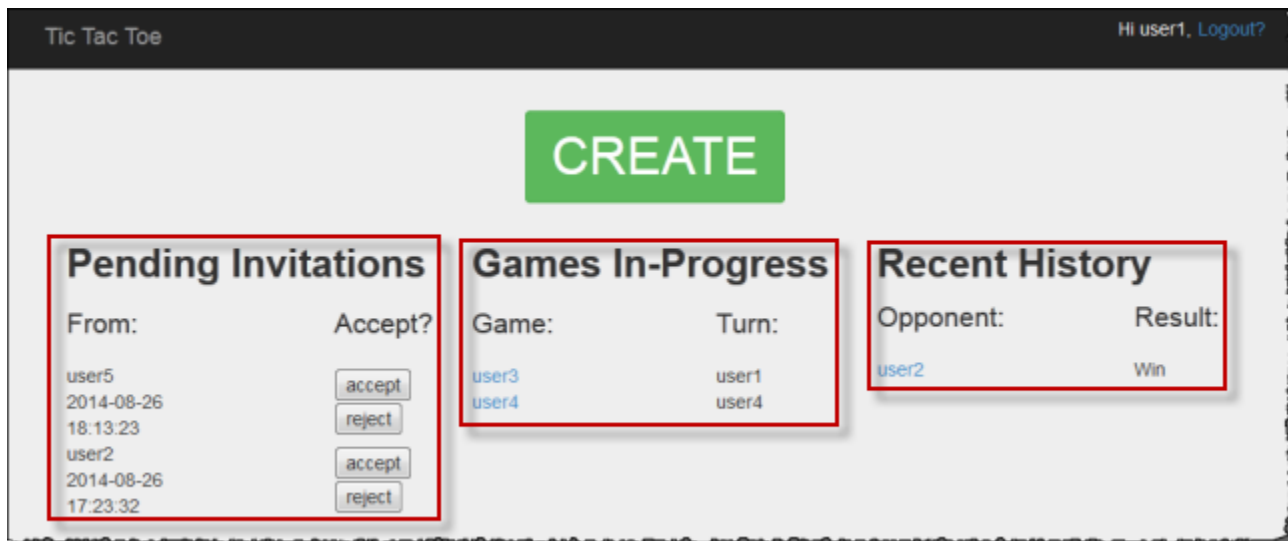 Tic Tac Toe
Hi user1, Logout?
CREATE
Pending Invitations
From: Accept?
user5
2014-08-26
18:13:23
accept
reject
user2
2014-08-26
17:23:32
accept
reject
Games In-Progress
Game: Turn:
user3 user1
user4 user4
Recent History
Opponent: Result:
user2 Win